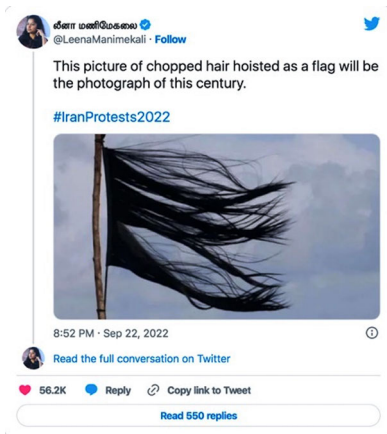 லீனா மணிமேகலை
@LeenaManimekali · Follow
This picture of chopped hair hoisted as a flag will be
the photograph of this century.
#IranProtests2022
8:52 PM · Sep 22, 2022
Read the full conversation on Twitter
56.2K Reply Copy link to Tweet
Read 550 replies